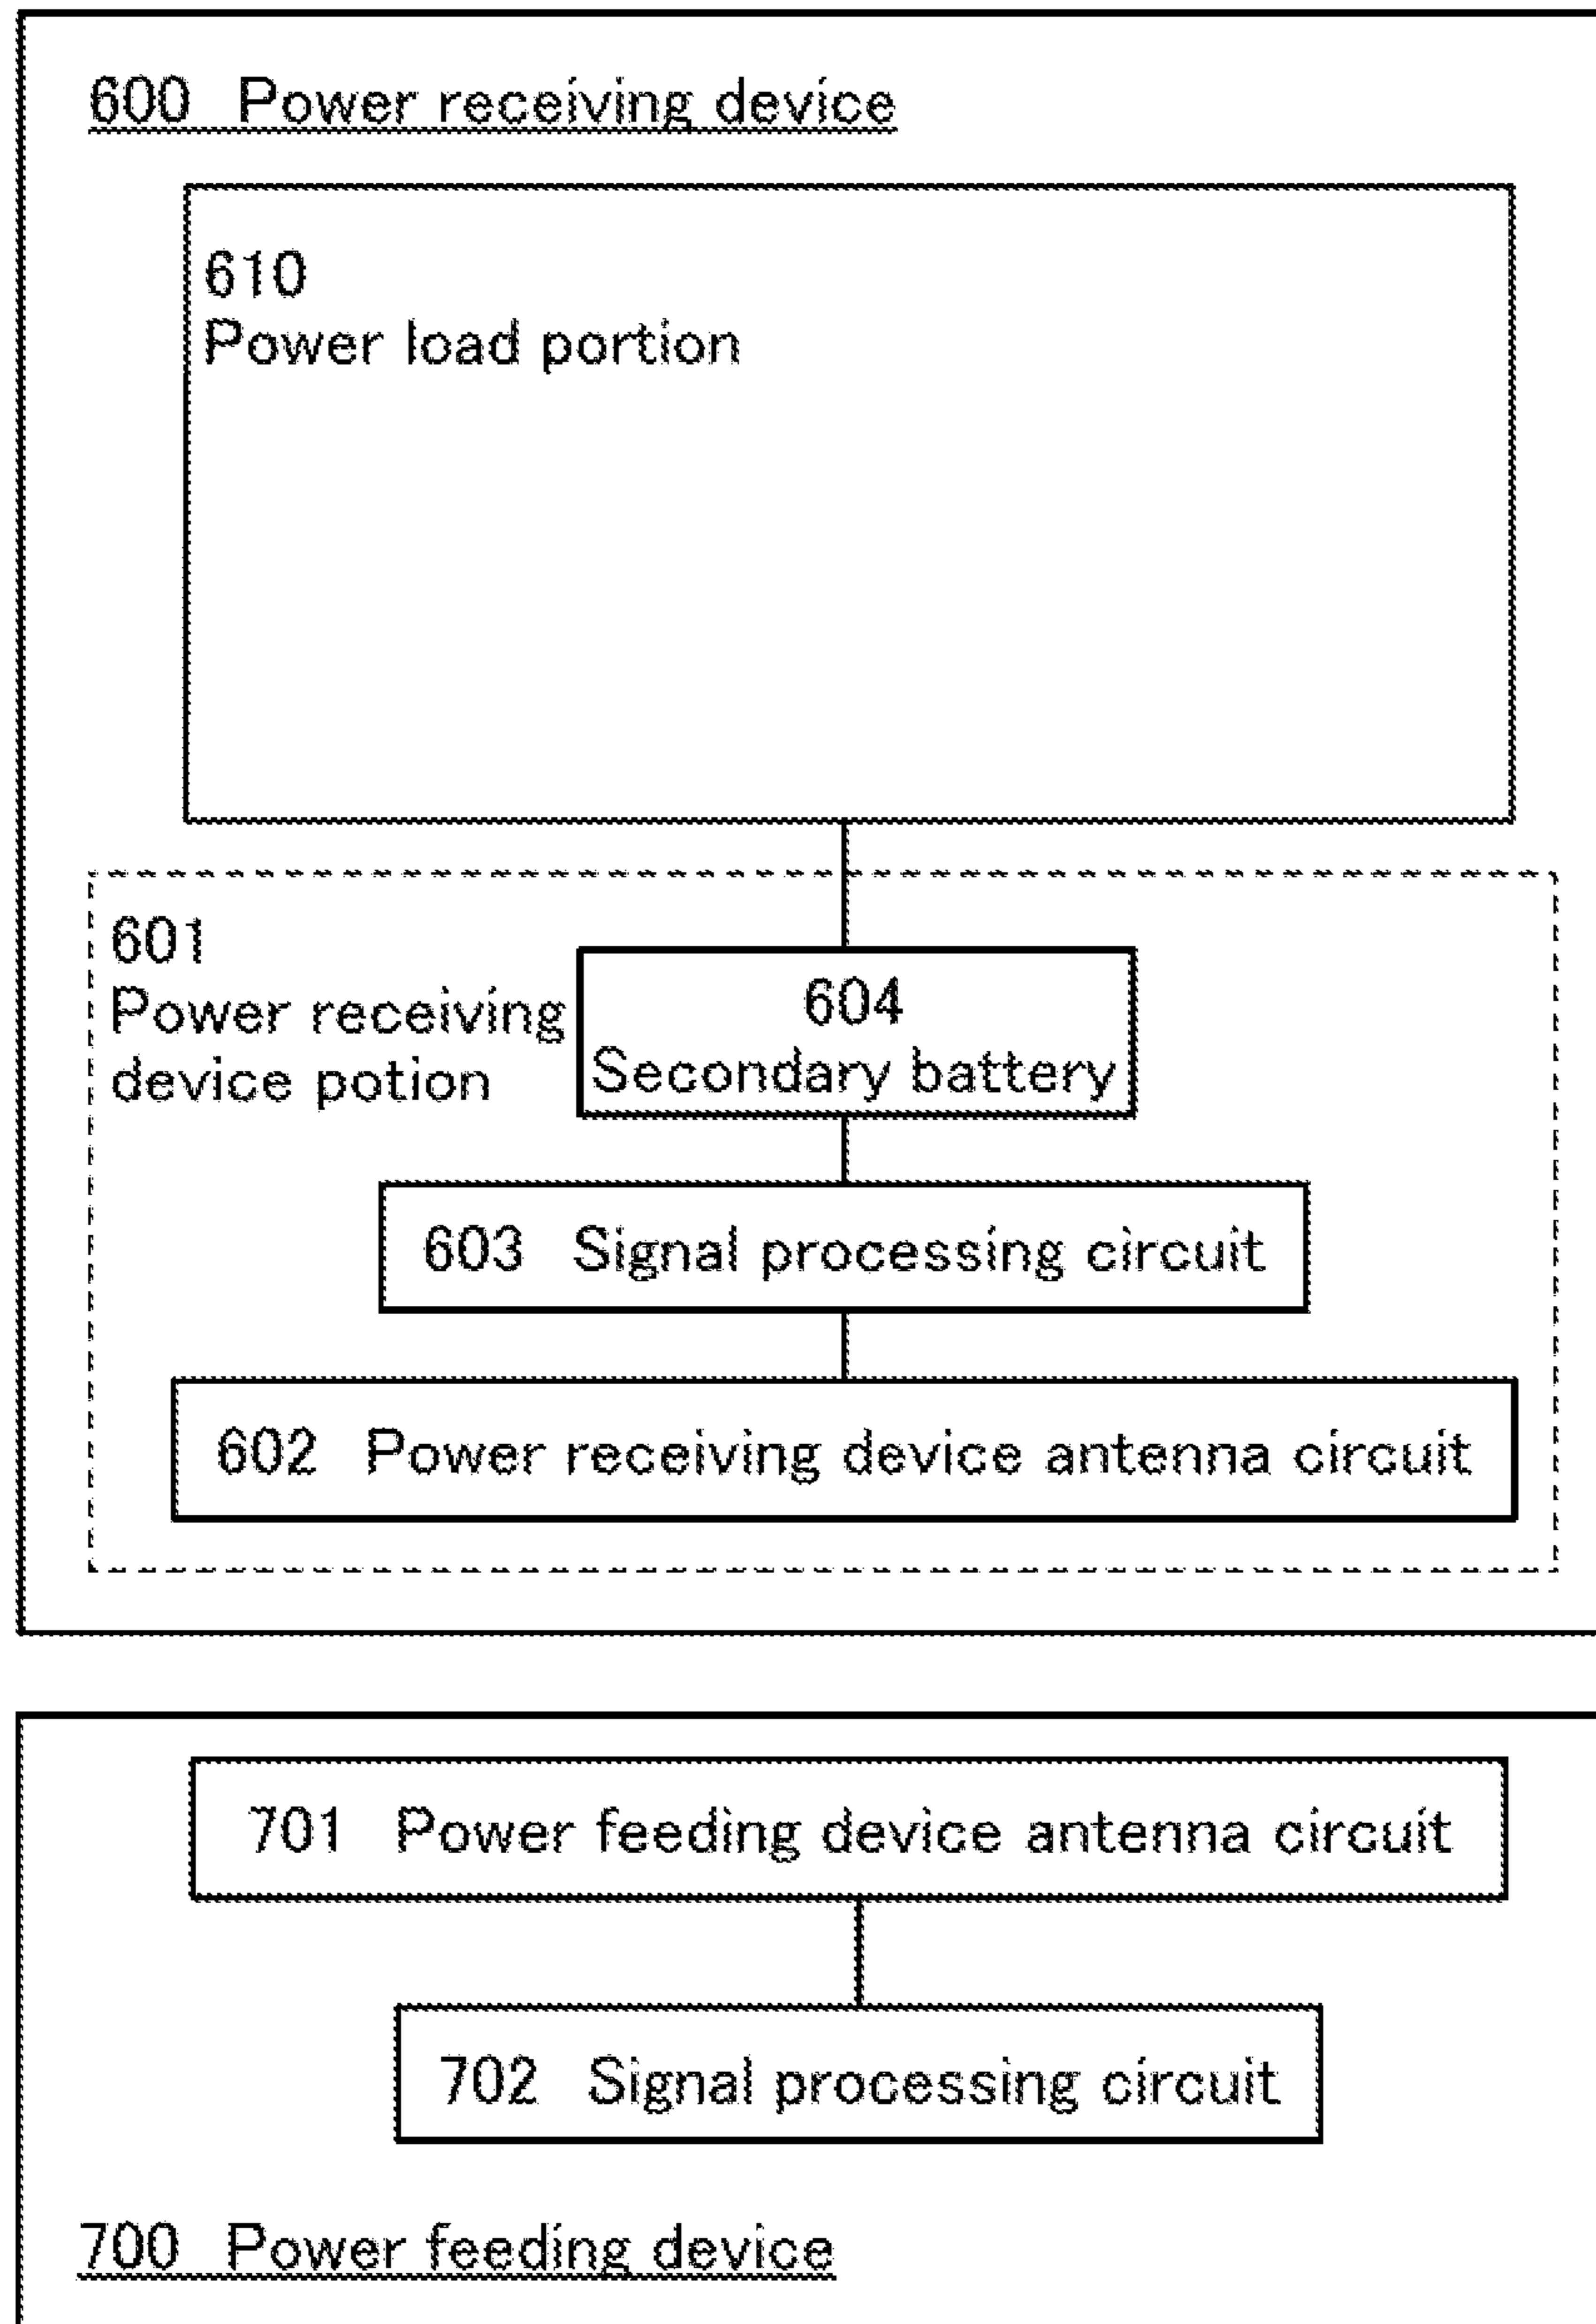 600 Power receiving device
610
Power load portion
601
Power receiving
device potion
604
Secondary battery
603 Signal processing circuit
602 Power receiving device antenna circuit
701 Power feeding device antenna circuit
702 Signal processing circuit
700 Power feeding device